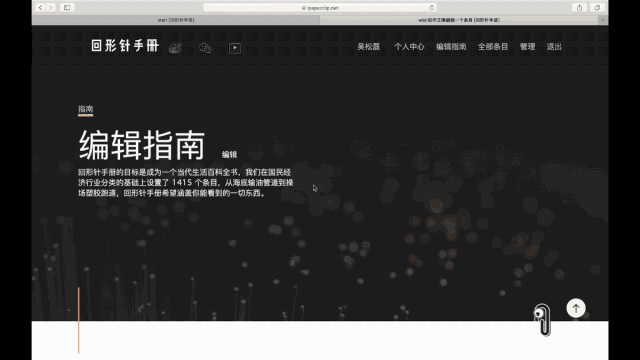 ipaperclip.net
start [回形针手册]
wiki:如何正确编辑一个条目 [回形针手册]
回形针手册
吴松磊 个人中心 编辑指南 全部条目 管理 退出
指南
编辑指南 编辑
回形针手册的目标是成为一个当代生活百科全书，我们在国民经
济行业分类的基础上设置了 1415 个条目，从海底输油管道到操
场塑胶跑道，回形针手册希望涵盖你能看到的一切东西。